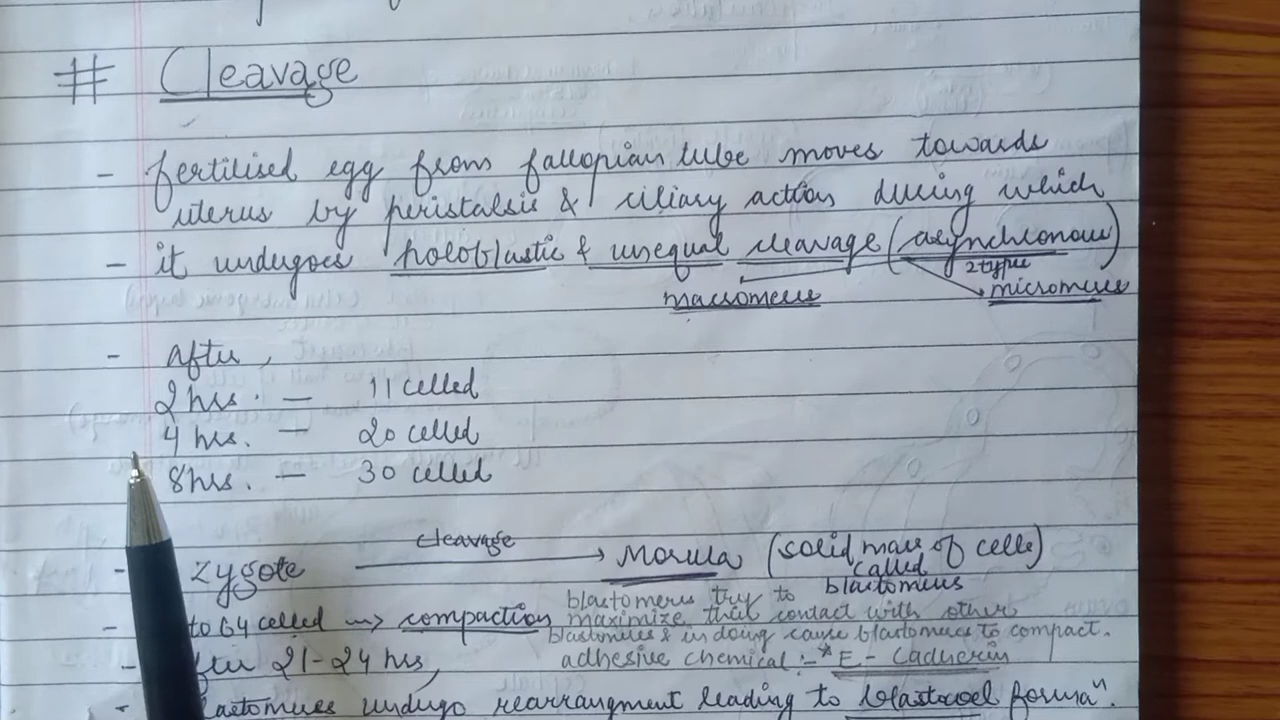 # Cleavage
- fertilised egg from fallopian tube moves towards
uterus by peristalsis & ciliary action during which
- it undergoes holoblastic & unequal cleavage (asynchronous)
2 type
macromeres
micromeres
- after,
2 hrs. — 11 celled
4 hrs. — 20 celled
8 hrs. — 30 celled
- zygote cleavage → Morula (solid mass of cells)
called
blastomeres
blastomeres try to
- to 64 celled ⇝ compaction maximize their contact with other
blastomeres & in doing cause blastomeres to compact.
adhesive chemical :- * E - Cadherin
- 21-24 hrs,
- undergo rearrangment leading to blastocoel formaⁿ.